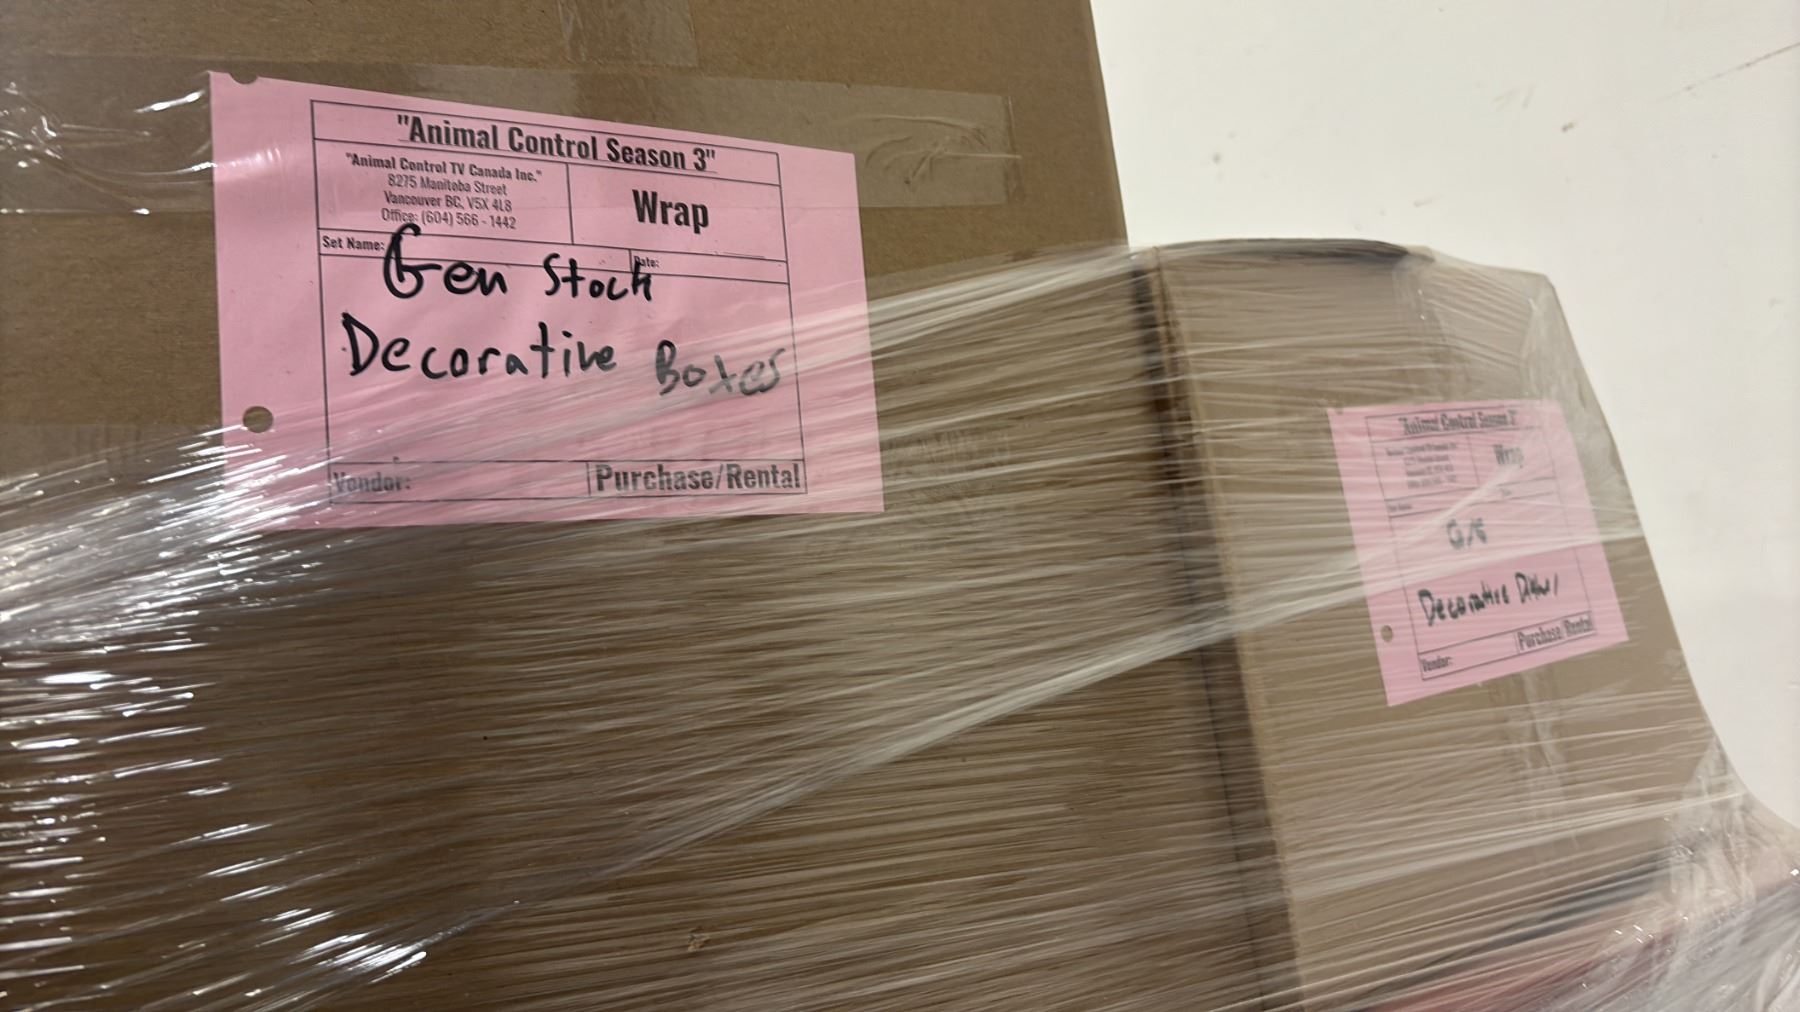 "Animal Control Season 3"
"Animal Control TV Canada Inc."
8275 Manitoba Street
Vancouver BC, V5X 4L8
Office: (604) 566 - 1442
Wrap
Set Name:
Date:
Gen Stock
Decorative Boxes
Vendor:
Purchase/Rental
"Animal Control Season 3"
Wrap
Decorative
Vendor:
Purchase/Rental